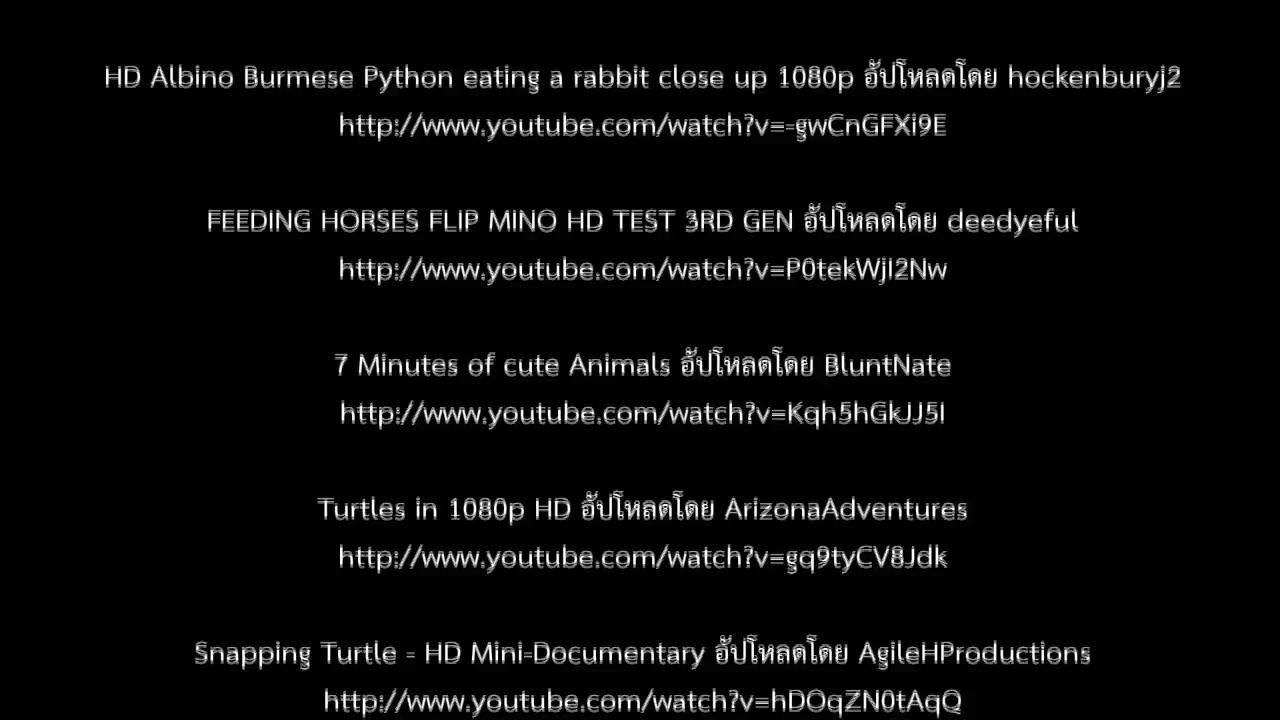 HD Albino Burmese Python eating a rabbit close up 1080p อัปโหลดโดย hockenburyj2
http://www.youtube.com/watch?v=-gwCnGFXi9E
FEEDING HORSES FLIP MINO HD TEST 3RD GEN อัปโหลดโดย deedyeful
http://www.youtube.com/watch?v=P0tekWjI2Nw
7 Minutes of cute Animals อัปโหลดโดย BluntNate
http://www.youtube.com/watch?v=Kqh5hGkJJ5I
Turtles in 1080p HD อัปโหลดโดย ArizonaAdventures
http://www.youtube.com/watch?v=gq9tyCV8Jdk
Snapping Turtle - HD Mini-Documentary อัปโหลดโดย AgileHProductions
http://www.youtube.com/watch?v=hDOqZN0tAqQ